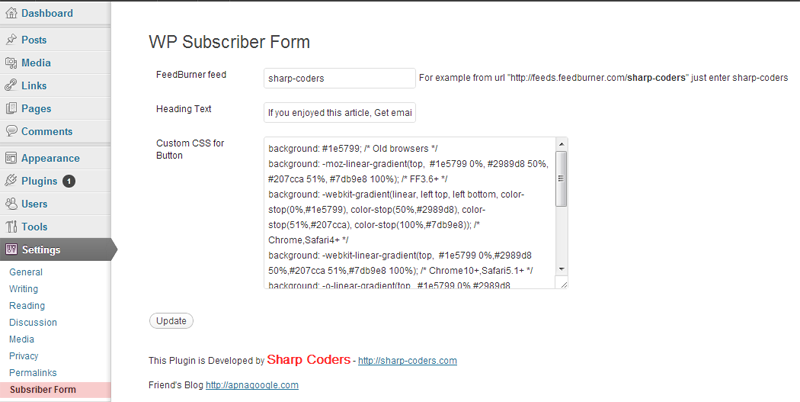 Dashboard
Posts
Media
Links
Pages
Comments
Appearance
Plugins 1
Users
Tools
Settings
General
Writing
Reading
Discussion
Media
Privacy
Permalinks
Subsriber Form
WP Subscriber Form
FeedBurner feed
sharp-coders
For example from url "http://feeds.feedburner.com/sharp-coders" just enter sharp-coders
Heading Text
If you enjoyed this article, Get emai
Custom CSS for
Button
background: #1e5799; /* Old browsers */
background: -moz-linear-gradient(top, #1e5799 0%, #2989d8 50%,
#207cca 51%, #7db9e8 100%); /* FF3.6+ */
background: -webkit-gradient(linear, left top, left bottom, color-
stop(0%,#1e5799), color-stop(50%,#2989d8), color-
stop(51%,#207cca), color-stop(100%,#7db9e8)); /*
Chrome,Safari4+ */
background: -webkit-linear-gradient(top, #1e5799 0%,#2989d8
50%,#207cca 51%,#7db9e8 100%); /* Chrome10+,Safari5.1+ */
background: -o-linear-gradient(top, #1e5799 0%,#2989d8
Update
This Plugin is Developed by Sharp Coders - http://sharp-coders.com
Friend's Blog http://apnagoogle.com